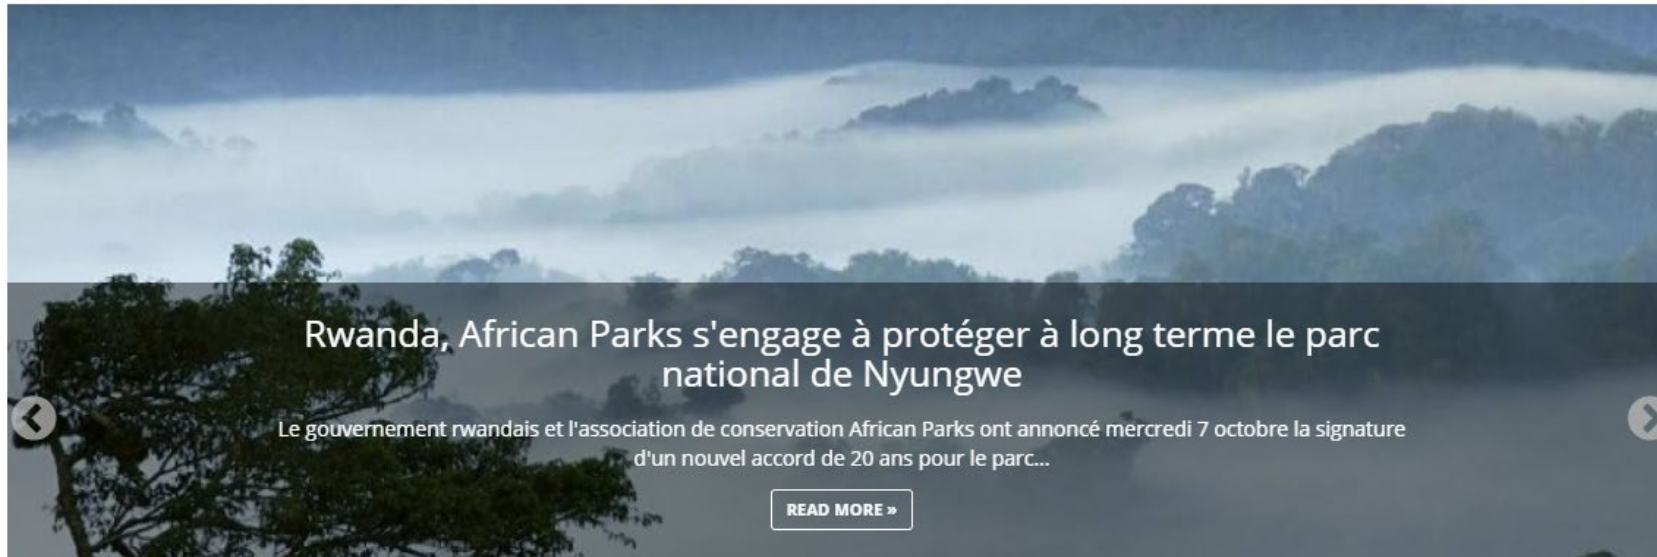 Rwanda, African Parks s'engage à protéger à long terme le parc
national de Nyungwe
Le gouvernement rwandais et l'association de conservation African Parks ont annoncé mercredi 7 octobre la signature
d'un nouvel accord de 20 ans pour le parc...
READ MORE »